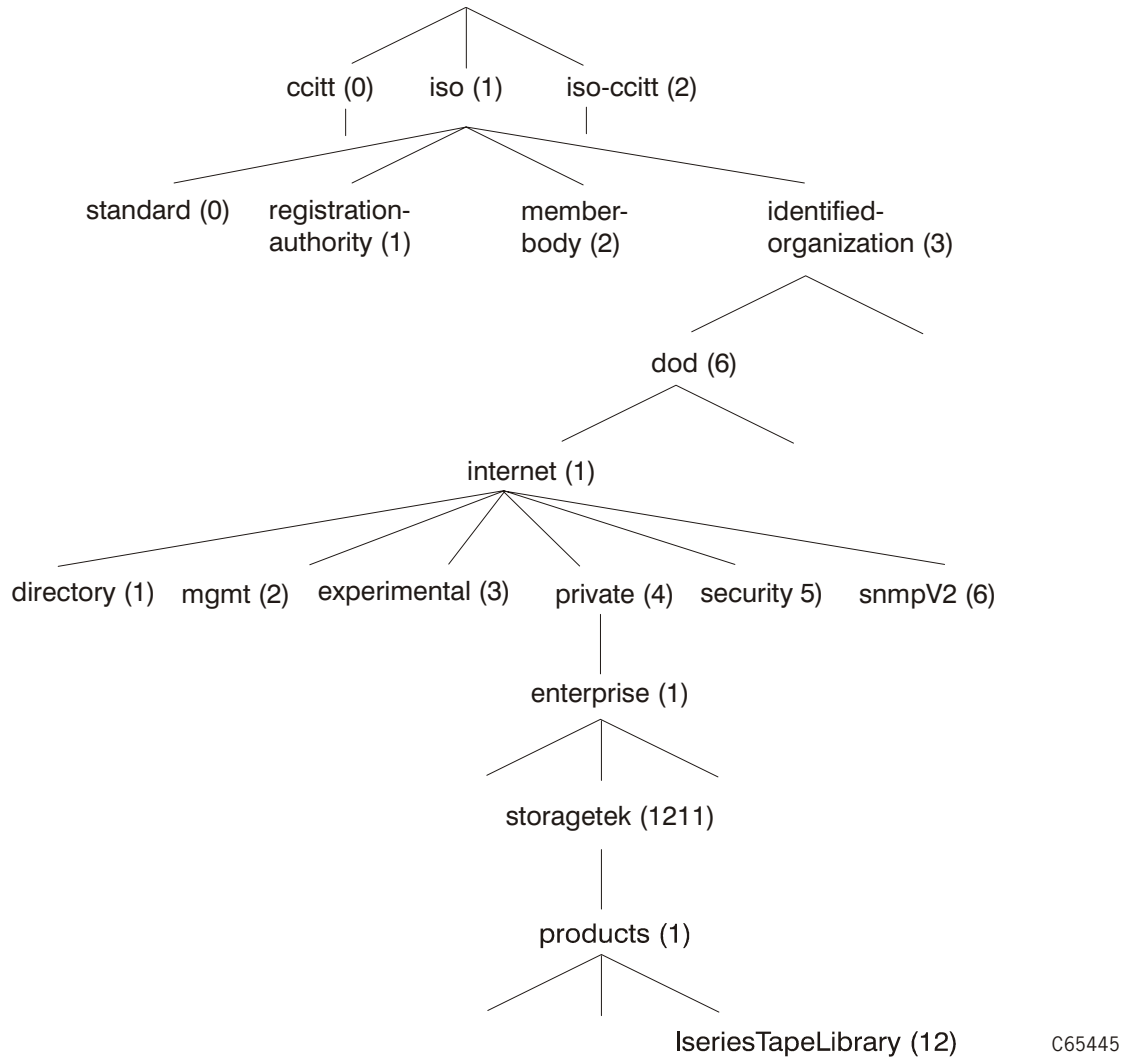 ccitt (0) iso (1) iso-ccitt (2)
standard (0) registration- member- identified-
authority (1) body (2) organization (3)
dod (6)
internet (1)
directory (1) mgmt (2) experimental (3) private (4) security 5) snmpV2 (6)
enterprise (1)
storagetek (1211)
products (1)
IseriesTapeLibrary (12) C65445